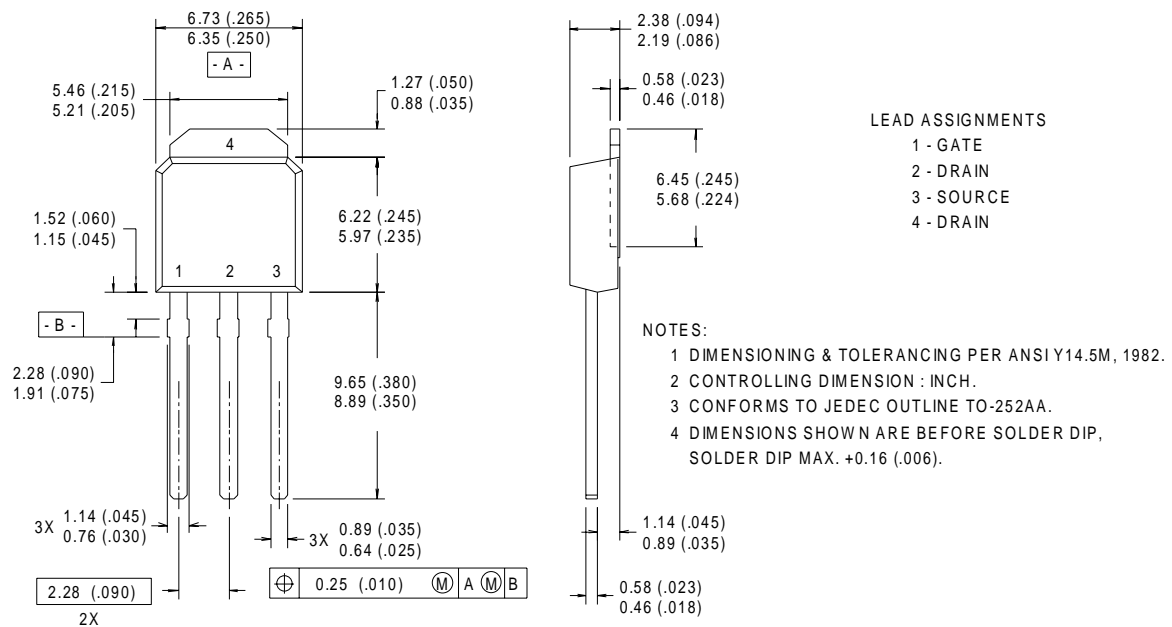 6.73 (.265)
6.35 (.250)
- A -
5.46 (.215)
5.21 (.205)
1.27 (.050)
0.88 (.035)
4
1.52 (.060)
1.15 (.045)
6.22 (.245)
5.97 (.235)
1 2 3
- B -
2.28 (.090)
1.91 (.075)
9.65 (.380)
8.89 (.350)
3X 1.14 (.045)
0.76 (.030)
3X 0.89 (.035)
0.64 (.025)
2.28 (.090)
2X
⌖ 0.25 (.010) Ⓜ A Ⓜ B
2.38 (.094)
2.19 (.086)
0.58 (.023)
0.46 (.018)
6.45 (.245)
5.68 (.224)
1.14 (.045)
0.89 (.035)
0.58 (.023)
0.46 (.018)
LEAD ASSIGNMENTS
1 - GATE
2 - DRAIN
3 - SOURCE
4 - DRAIN
NOTES:
1 DIMENSIONING & TOLERANCING PER ANSI Y14.5M, 1982.
2 CONTROLLING DIMENSION : INCH.
3 CONFORMS TO JEDEC OUTLINE TO-252AA.
4 DIMENSIONS SHOWN ARE BEFORE SOLDER DIP,
SOLDER DIP MAX. +0.16 (.006).